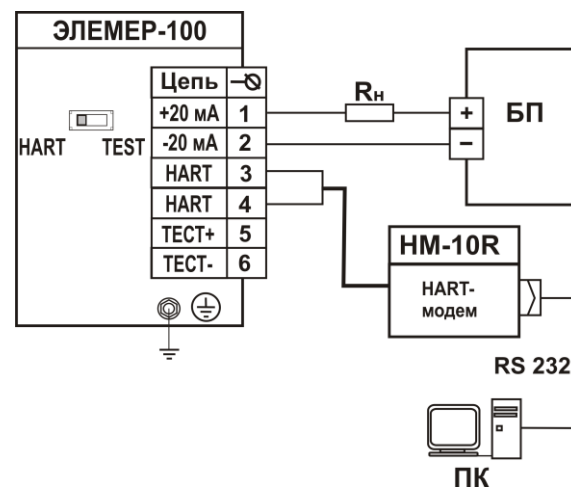 ЭЛЕМЕР-100
Цепь
+20 мА 1
-20 мА 2
HART 3
HART 4
ТЕСТ+ 5
ТЕСТ- 6
HART TEST
Rн
+
−
БП
HM-10R
HART-
модем
RS 232
ПК